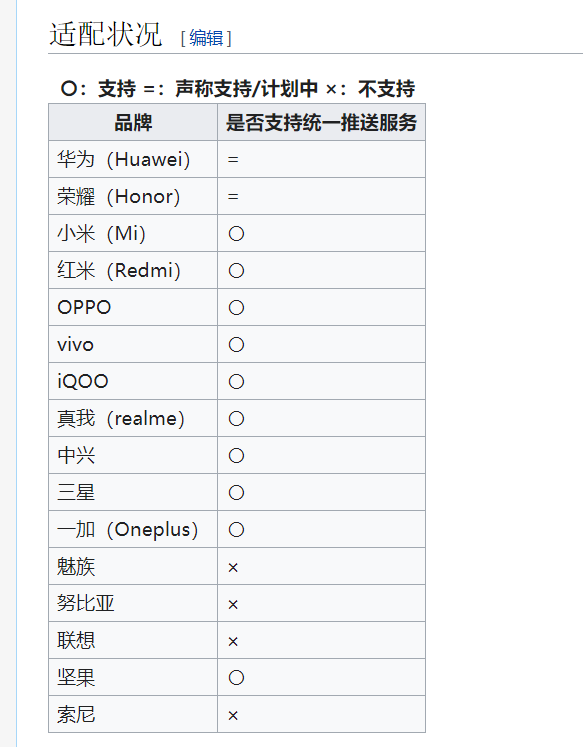 适配状况 [编辑]
〇：支持 =：声称支持/计划中 ×：不支持
品牌 是否支持统一推送服务
华为（Huawei） =
荣耀（Honor） =
小米（Mi） 〇
红米（Redmi） 〇
OPPO 〇
vivo 〇
iQOO 〇
真我（realme） 〇
中兴 〇
三星 〇
一加（Oneplus） 〇
魅族 ×
努比亚 ×
联想 ×
坚果 〇
索尼 ×